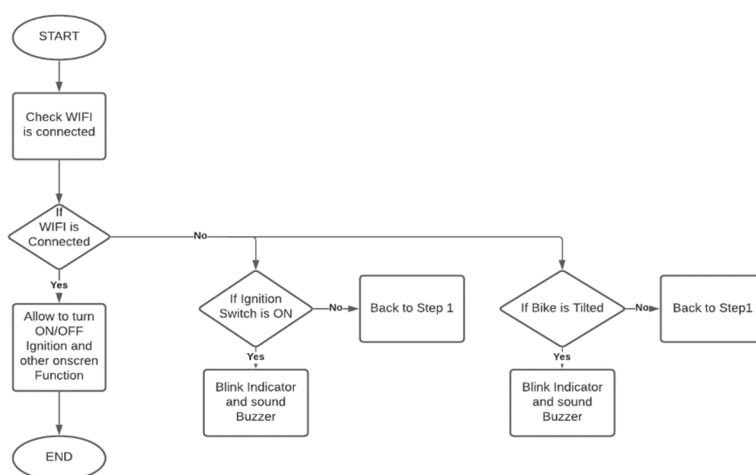 START
Check WIFI
is connected
If
WIFI is
Connected
No
Yes
If Ignition
Switch is ON
No
Back to Step 1
If Bike is Tilted
No
Back to Step1
Allow to turn
ON/OFF
Ignition and
other onscren
Function
Yes
Blink Indicator
and sound
Buzzer
Yes
Blink Indicator
and sound
Buzzer
END